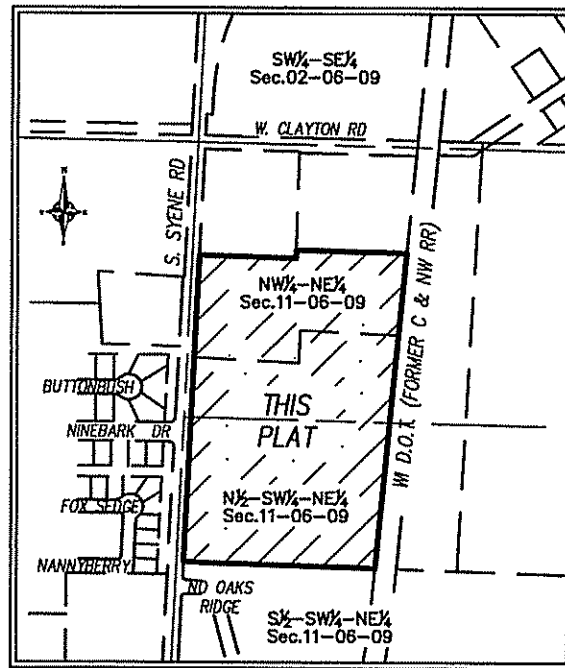 SW¼-SE¼
Sec.02-06-09
W. CLAYTON RD
S. SYENE RD
NW¼-NE¼
Sec.11-06-09
WI D.O.T. (FORMER C & NW RR)
BUTTONBUSH
THIS
PLAT
NINEBARK DR
N½-SW¼-NE¼
Sec.11-06-09
FOX SEDGE
NANNYBERRY
ND OAKS
RIDGE
S½-SW¼-NE¼
Sec.11-06-09